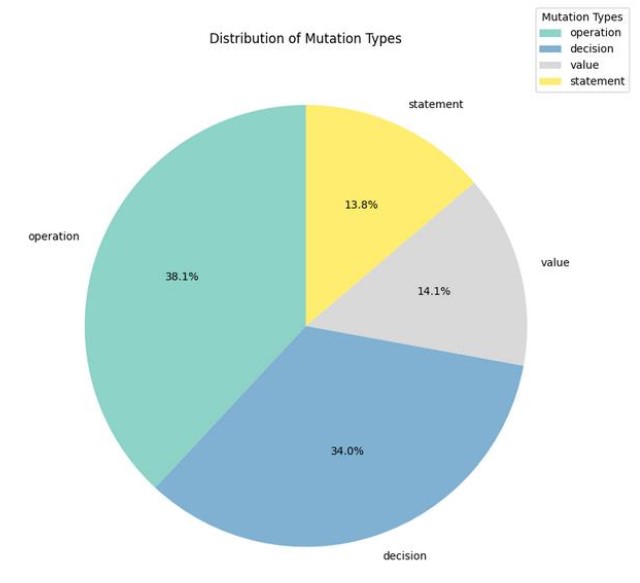 Distribution of Mutation Types
Mutation Types
operation
decision
value
statement
statement
13.8%
operation
value
38.1%
14.1%
34.0%
decision